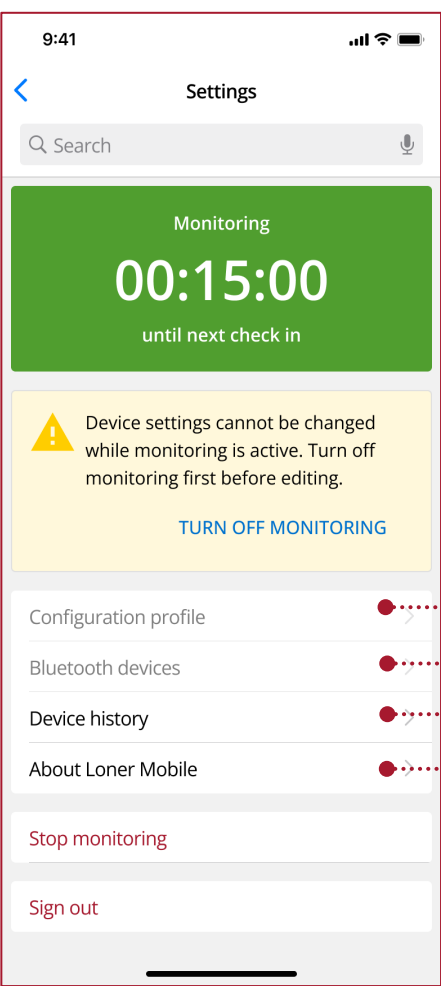 9:41
Settings
Search
Monitoring
00:15:00
until next check in
Device settings cannot be changed
while monitoring is active. Turn off
monitoring first before editing.
TURN OFF MONITORING
Configuration profile
Bluetooth devices
Device history
About Loner Mobile
Stop monitoring
Sign out